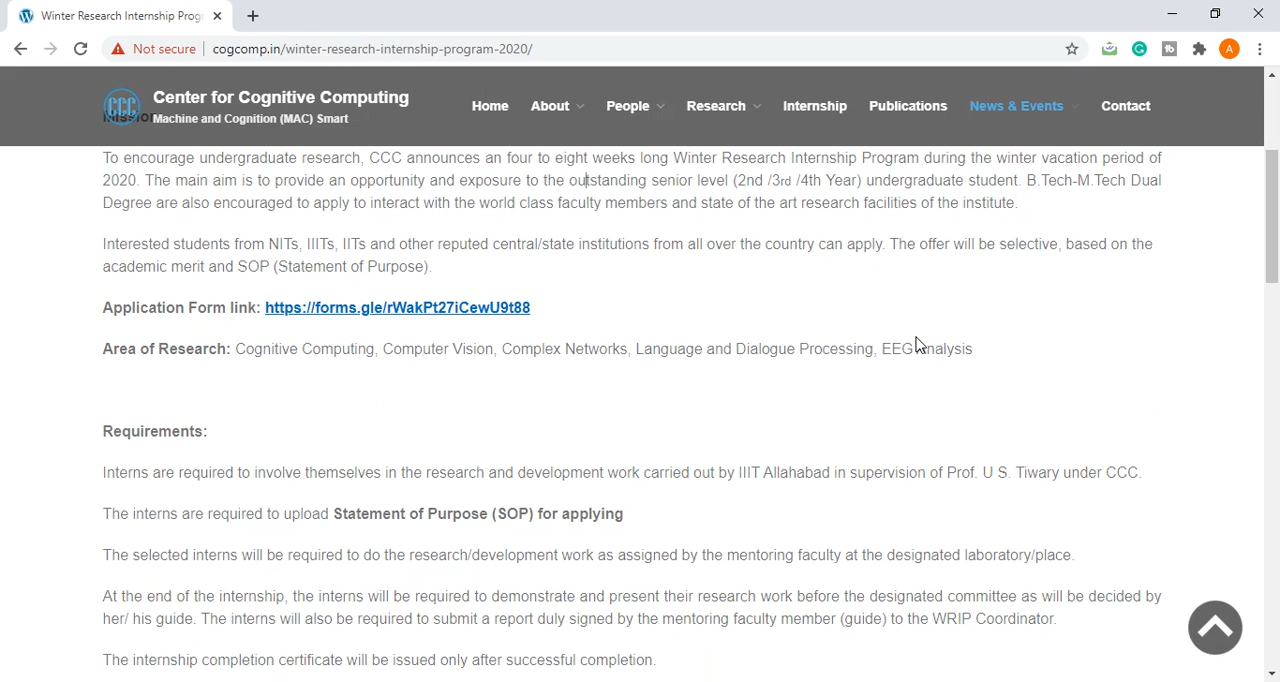 Winter Research Internship Prog
Not secure
cogcomp.in/winter-research-internship-program-2020/
A
CCC
Center for Cognitive Computing
Machine and Cognition (MAC) Smart
Home
About
People
Research
Internship
Publications
News & Events
Contact
Mission
To encourage undergraduate research, CCC announces an four to eight weeks long Winter Research Internship Program during the winter vacation period of
2020. The main aim is to provide an opportunity and exposure to the outstanding senior level (2nd /3rd /4th Year) undergraduate student. B.Tech-M.Tech Dual
Degree are also encouraged to apply to interact with the world class faculty members and state of the art research facilities of the institute.
Interested students from NITs, IIITs, IITs and other reputed central/state institutions from all over the country can apply. The offer will be selective, based on the
academic merit and SOP (Statement of Purpose).
Application Form link: https://forms.gle/rWakPt27iCewU9t88
Area of Research: Cognitive Computing, Computer Vision, Complex Networks, Language and Dialogue Processing, EEG Analysis
Requirements:
Interns are required to involve themselves in the research and development work carried out by IIIT Allahabad in supervision of Prof. U S. Tiwary under CCC.
The interns are required to upload Statement of Purpose (SOP) for applying
The selected interns will be required to do the research/development work as assigned by the mentoring faculty at the designated laboratory/place.
At the end of the internship, the interns will be required to demonstrate and present their research work before the designated committee as will be decided by
her/ his guide. The interns will also be required to submit a report duly signed by the mentoring faculty member (guide) to the WRIP Coordinator.
The internship completion certificate will be issued only after successful completion.